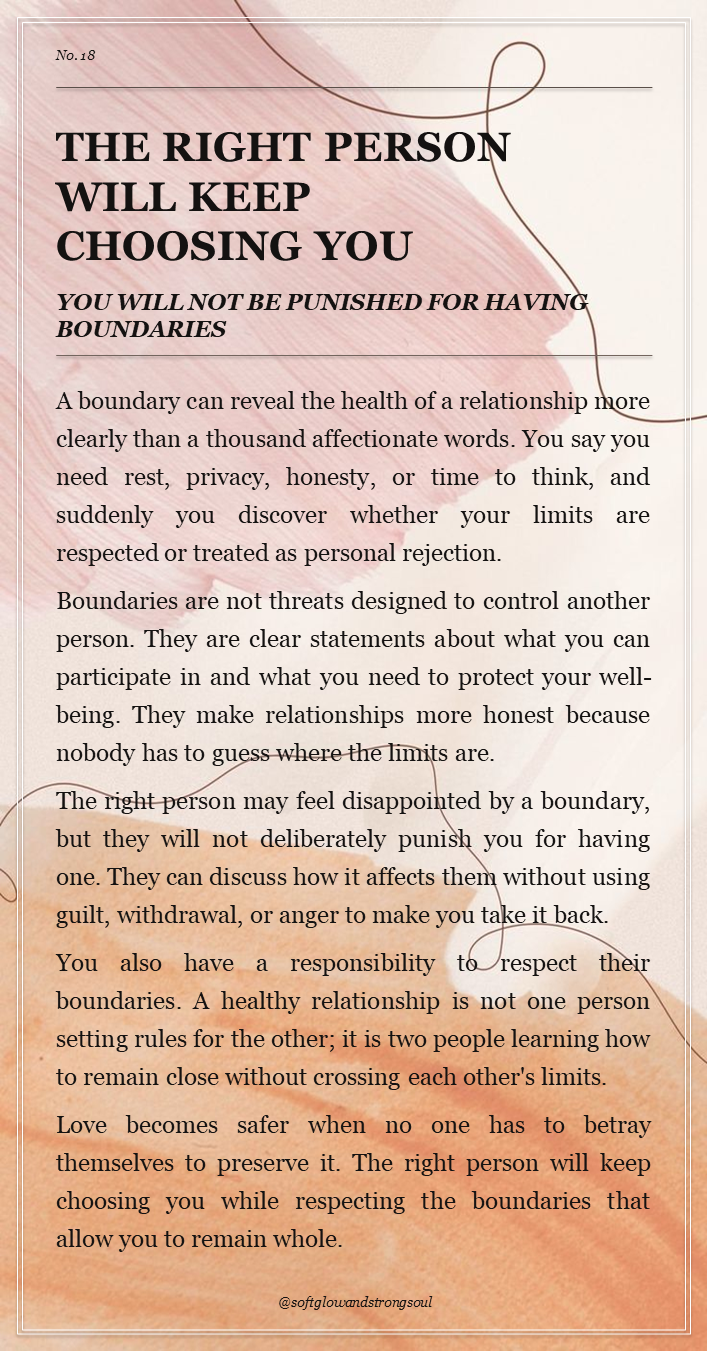 No.18
THE RIGHT PERSON
WILL KEEP
CHOOSING YOU
YOU WILL NOT BE PUNISHED FOR HAVING
BOUNDARIES
A boundary can reveal the health of a relationship more
clearly than a thousand affectionate words. You say you
need rest, privacy, honesty, or time to think, and
suddenly you discover whether your limits are
respected or treated as personal rejection.
Boundaries are not threats designed to control another
person. They are clear statements about what you can
participate in and what you need to protect your well-
being. They make relationships more honest because
nobody has to guess where the limits are.
The right person may feel disappointed by a boundary,
but they will not deliberately punish you for having
one. They can discuss how it affects them without using
guilt, withdrawal, or anger to make you take it back.
You also have a responsibility to respect their
boundaries. A healthy relationship is not one person
setting rules for the other; it is two people learning how
to remain close without crossing each other's limits.
Love becomes safer when no one has to betray
themselves to preserve it. The right person will keep
choosing you while respecting the boundaries that
allow you to remain whole.
@softglowandstrongsoul